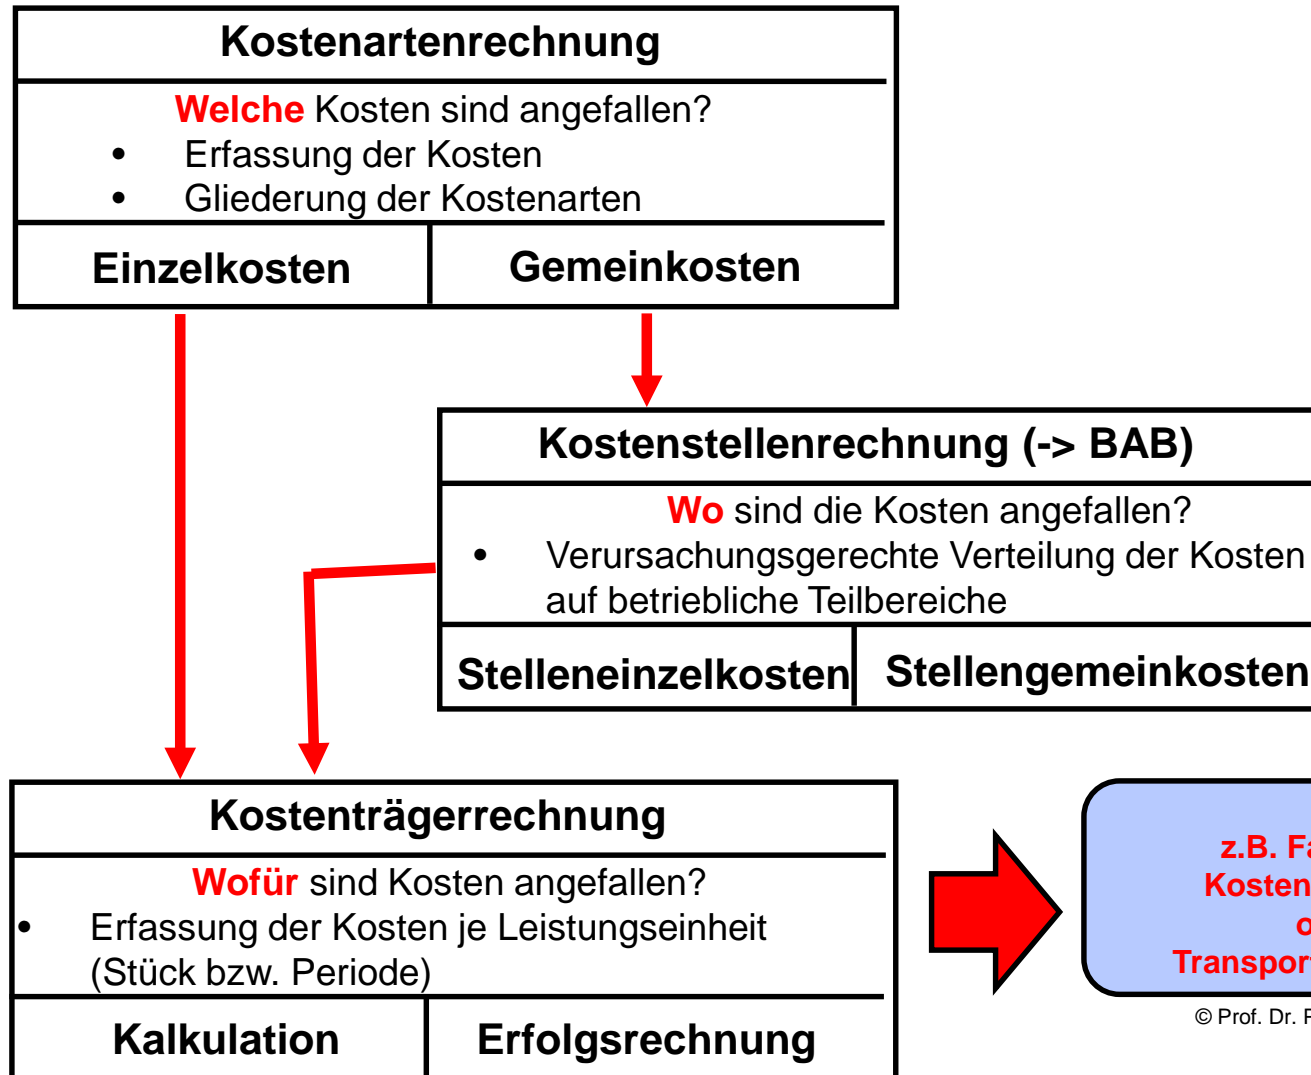 Kostenartenrechnung
Welche Kosten sind angefallen?
• Erfassung der Kosten
• Gliederung der Kostenarten
Einzelkosten Gemeinkosten
Kostenstellenrechnung (-> BAB)
Wo sind die Kosten angefallen?
• Verursachungsgerechte Verteilung der Kosten
auf betriebliche Teilbereiche
Stelleneinzelkosten Stellengemeinkosten
Kostenträgerrechnung
Wofür sind Kosten angefallen?
• Erfassung der Kosten je Leistungseinheit
(Stück bzw. Periode)
Kalkulation Erfolgsrechnung
z.B.
Kosten
Transpor
© Prof. Dr.